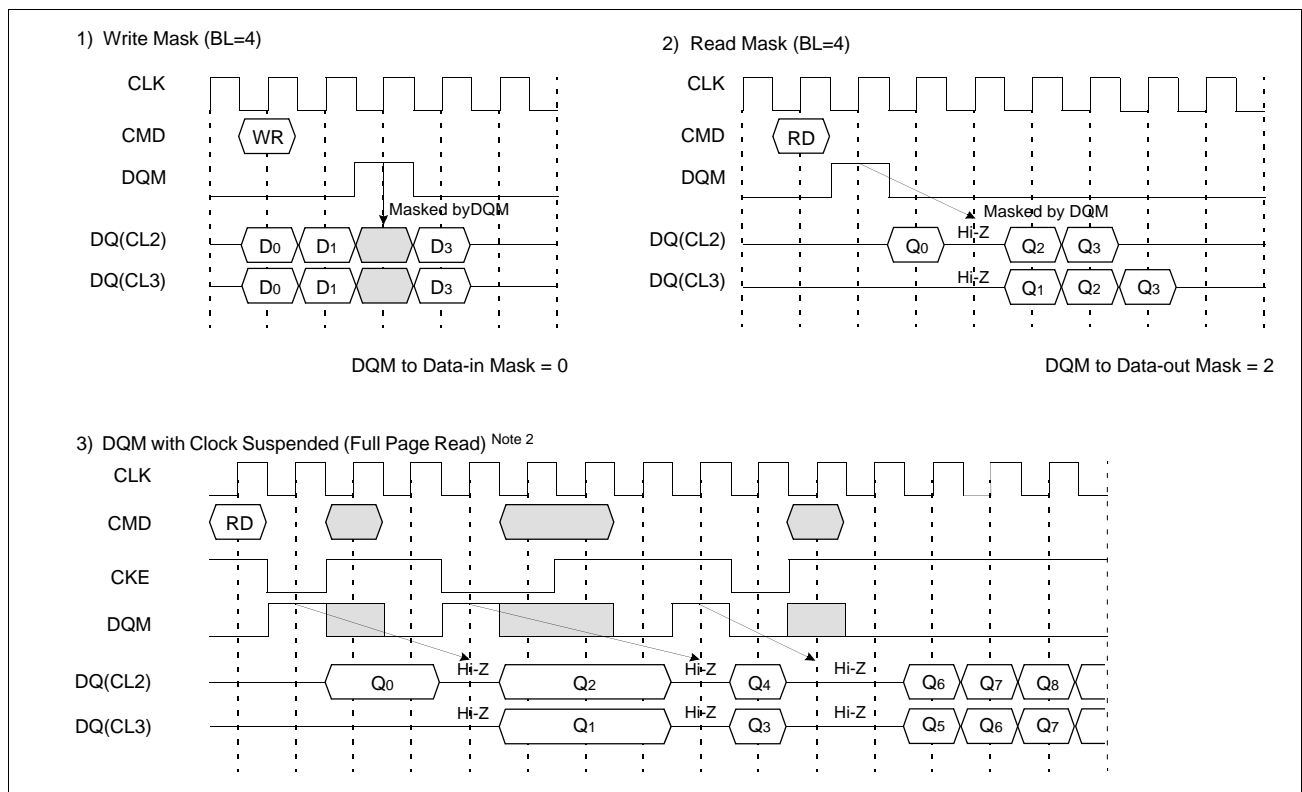 1) Write Mask (BL=4)
CLK
CMD
WR
DQM
Masked byDQM
DQ(CL2)
D0 D1 D3
DQ(CL3)
D0 D1 D3
DQM to Data-in Mask = 0
2) Read Mask (BL=4)
CLK
CMD
RD
DQM
Masked by DQM
DQ(CL2)
Q0 Hi-Z Q2 Q3
DQ(CL3)
Hi-Z Q1 Q2 Q3
DQM to Data-out Mask = 2
3) DQM with Clock Suspended (Full Page Read) Note 2
CLK
CMD
RD
CKE
DQM
DQ(CL2)
Q0 Hi-Z Q2 Hi-Z Q4 Hi-Z Q6 Q7 Q8
DQ(CL3)
Hi-Z Q1 Hi-Z Q3 Hi-Z Q5 Q6 Q7